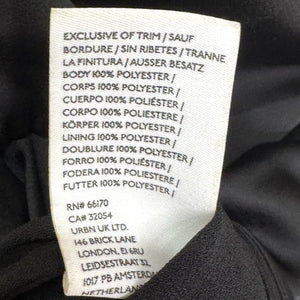 EXCLUSIVE OF TRIM / SAUF
BORDURE / SIN RIBETES / TRANNE
LA FINITURA / AUSSER BESATZ
BODY 100% POLYESTER /
CORPS 100% POLYESTER /
CUERPO 100% POLIÉSTER /
CORPO 100% POLIESTERE /
KÖRPER 100% POLYESTER /
LINING 100% POLYESTER /
DOUBLURE 100% POLYESTER /
FORRO 100% POLIÉSTER /
FODERA 100% POLIESTERE /
FUTTER 100% POLYESTER /
RN# 66170
CA# 32054
URBN UK LTD.
146 BRICK LANE
LONDON, E1 6RU
LEIDSESTRAAT 32,
1017 PB AMSTERDA
NETHERLAN